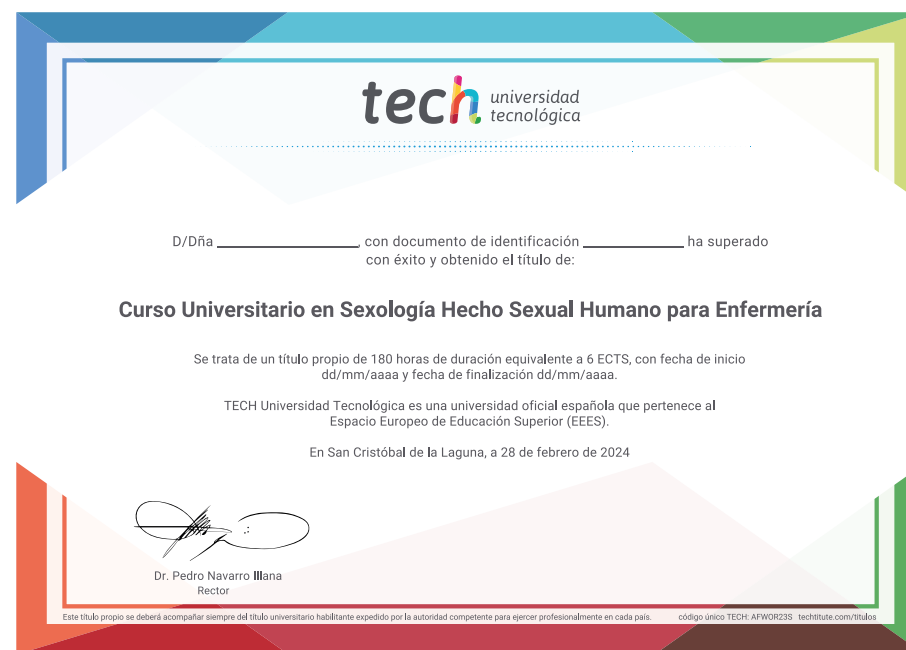 tech universidad
tecnológica
D/Dña ____________, con documento de identificación ____________ ha superado
con éxito y obtenido el título de:
Curso Universitario en Sexología Hecho Sexual Humano para Enfermería
Se trata de un título propio de 180 horas de duración equivalente a 6 ECTS, con fecha de inicio
dd/mm/aaaa y fecha de finalización dd/mm/aaaa.
TECH Universidad Tecnológica es una universidad oficial española que pertenece al
Espacio Europeo de Educación Superior (EEES).
En San Cristóbal de la Laguna, a 28 de febrero de 2024
Dr. Pedro Navarro Illana
Rector
Este título propio se deberá acompañar siempre del título universitario habilitante expedido por la autoridad competente para ejercer profesionalmente en cada país. código único TECH: AFWOR23S techtitute.com/titulos